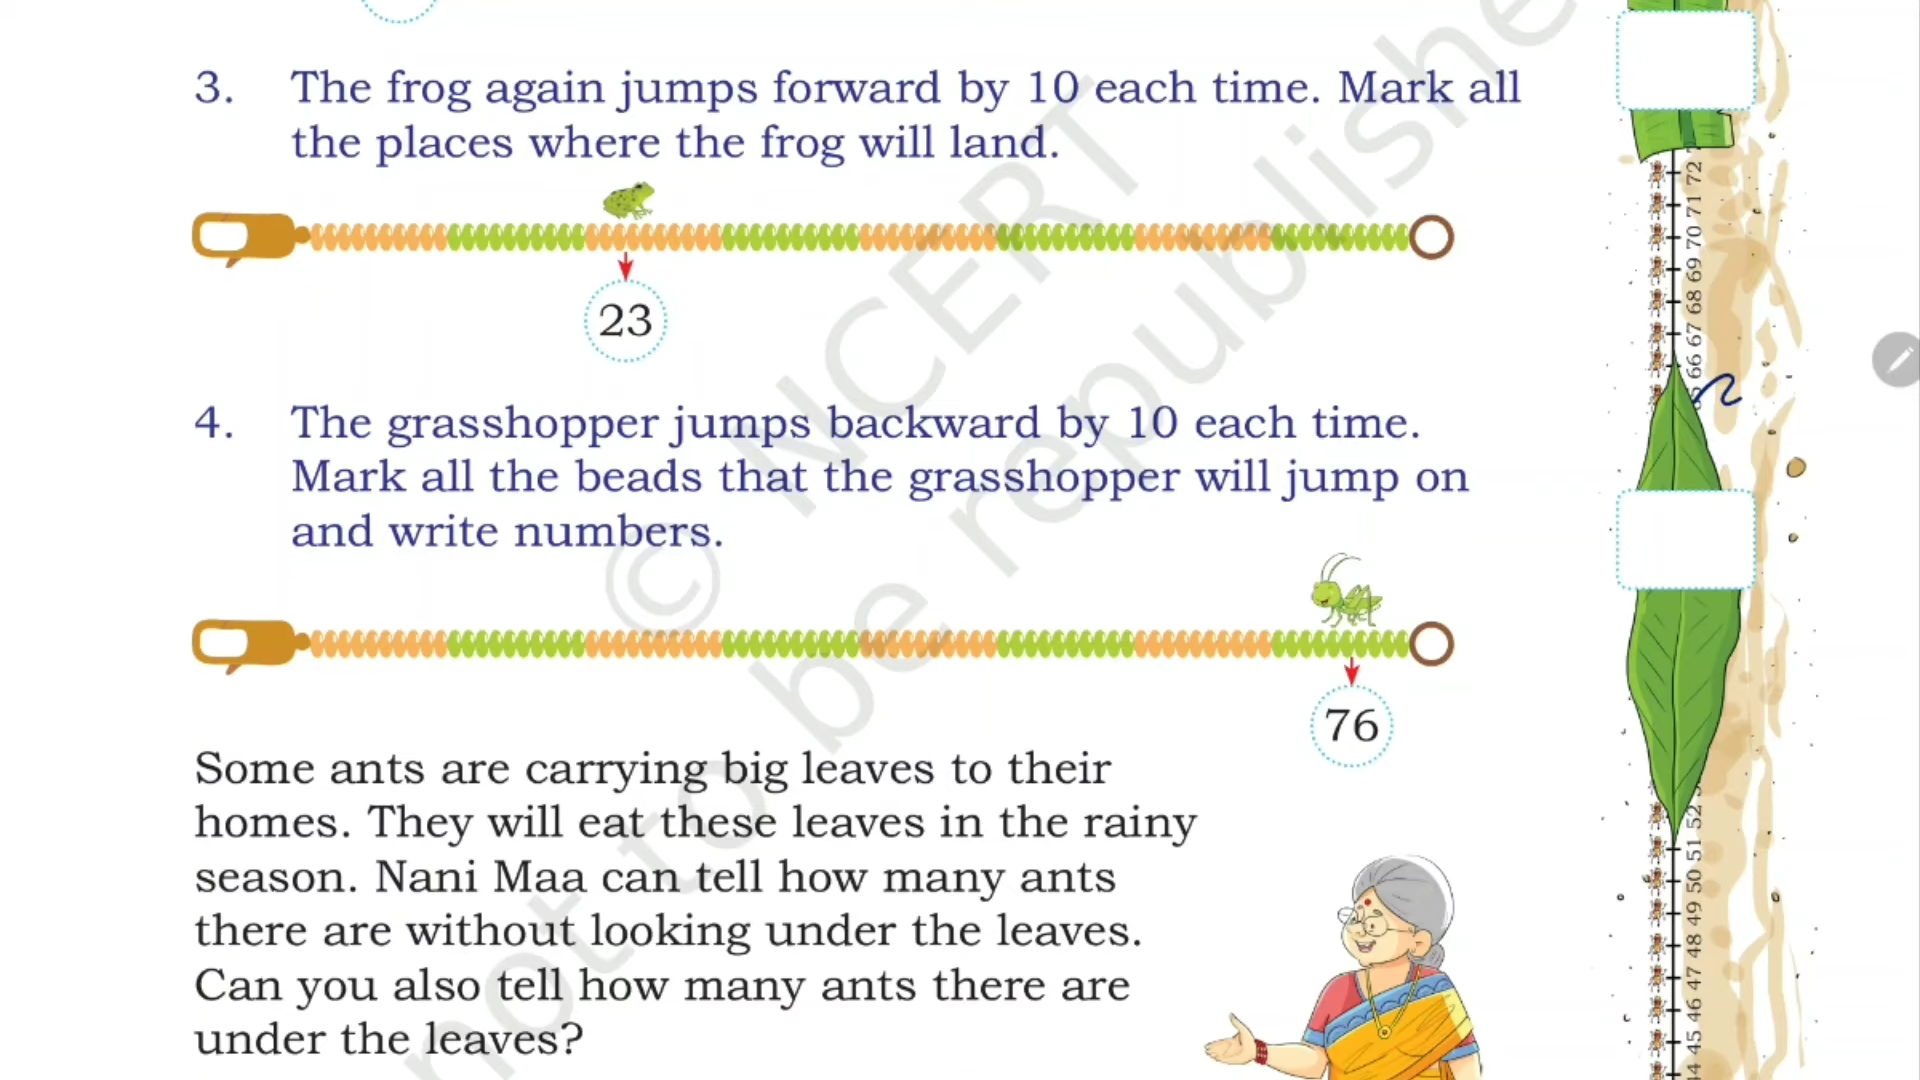 3. The frog again jumps forward by 10 each time. Mark all
the places where the frog will land.
23
4. The grasshopper jumps backward by 10 each time.
Mark all the beads that the grasshopper will jump on
and write numbers.
76
Some ants are carrying big leaves to their
homes. They will eat these leaves in the rainy
season. Nani Maa can tell how many ants
there are without looking under the leaves.
Can you also tell how many ants there are
under the leaves?
© NCERT
not to be republishe
72
71
70
69
68
67
66
52
51
50
49
48
47
46
45